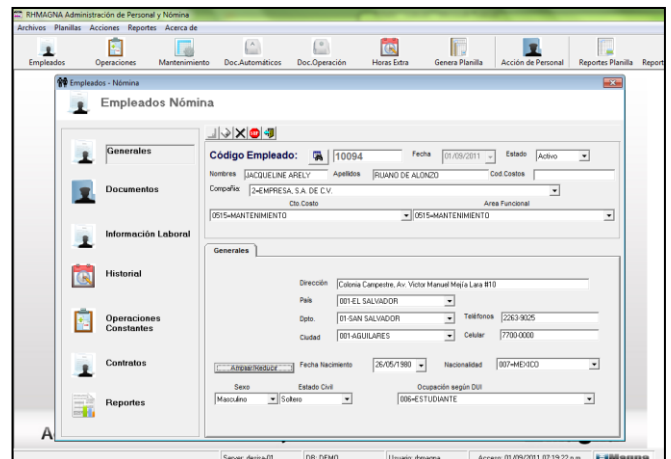 RHMAGNA Administración de Personal y Nómina
Archivos Planillas Acciones Reportes Acerca de
Empleados Operaciones Mantenimiento Doc.Automáticos Doc.Operación Horas Extra Genera Planilla Acción de Personal Reportes Planilla Report
Empleados - Nómina
Empleados Nómina
Generales
Documentos
Información Laboral
Historial
Operaciones
Constantes
Contratos
Reportes
Código Empleado: 10094 Fecha 01/09/2011 Estado Activo
Nombres JACQUELINE ARELY Apellidos RUANO DE ALONZO Cod.Costos
Compañia: 2=EMPRESA, S.A. DE C.V.
Cto.Costo Area Funcional
0515=MANTENIMIENTO 0515=MANTENIMIENTO
Generales
Dirección Colonia Campestre, Av. Victor Manuel Mejía Lara #10
País 001-EL SALVADOR
Dpto. 01-SAN SALVADOR Teléfonos 2263-9025
Ciudad 001-AGUILARES Celular 7700-0000
Ampliar/Reducir Fecha Nacimiento 26/05/1980 Nacionalidad 007=MEXICO
Sexo Estado Civil Ocupación según DUI
Masculino Soltero 006=ESTUDIANTE
A
Server: desisa-01 DB: DEMO Usuario: rhmagna Acceso: 01/09/2011 07:19:22 p.m.